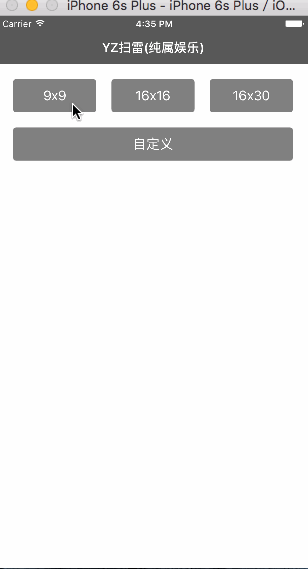 iPhone 6s Plus - iPhone 6s Plus / iO...
Carrier 4:35 PM
YZ扫雷(纯属娱乐)
9x9 16x16 16x30
自定义